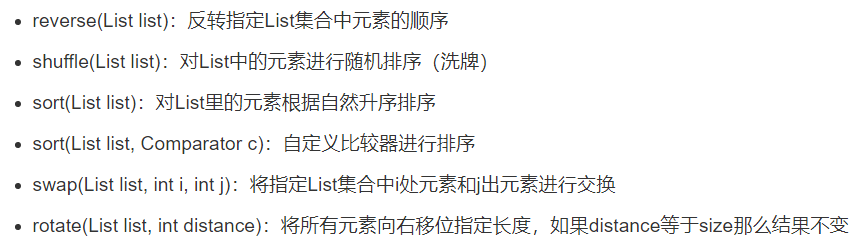 • reverse(List list)：反转指定List集合中元素的顺序
• shuffle(List list)：对List中的元素进行随机排序（洗牌）
• sort(List list)：对List里的元素根据自然升序排序
• sort(List list, Comparator c)：自定义比较器进行排序
• swap(List list, int i, int j)：将指定List集合中i处元素和j出元素进行交换
• rotate(List list, int distance)：将所有元素向右移位指定长度，如果distance等于size那么结果不变